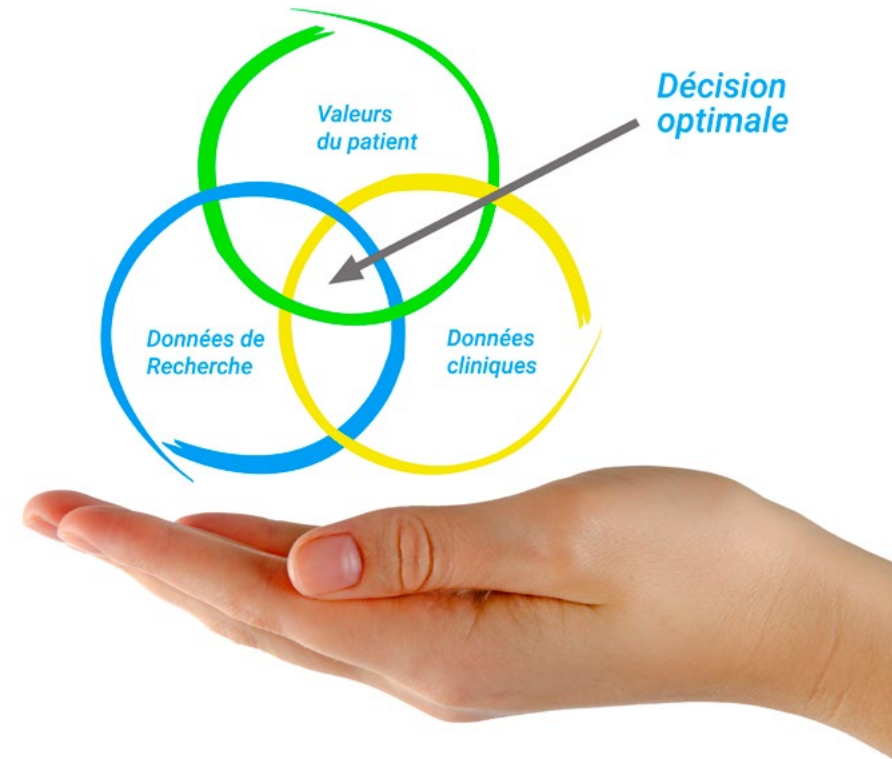 Décision
optimale
Valeurs
du patient
Données de
Recherche
Données
cliniques